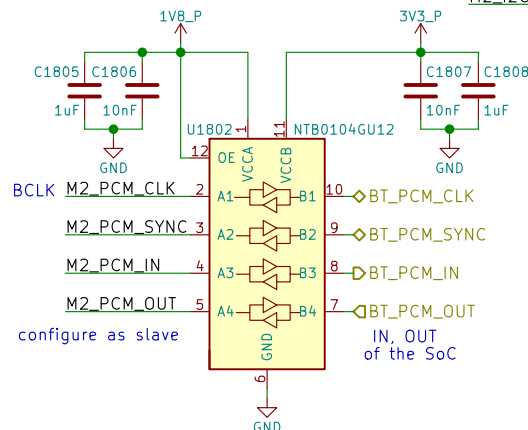 1V8_P
3V3_P
C1805 C1806
1uF 10nF
GND
C1807 C1808
10nF 1uF
GND
U1802 NTB0104GU12
1 11
VCCA VCCB
12 OE
BCLK M2_PCM_CLK 2 A1 B1 10 BT_PCM_CLK
M2_PCM_SYNC 3 A2 B2 9 BT_PCM_SYNC
M2_PCM_IN 4 A3 B3 8 BT_PCM_IN
M2_PCM_OUT 5 A4 B4 7 BT_PCM_OUT
configure as slave
IN, OUT
of the SoC
GND
6
GND